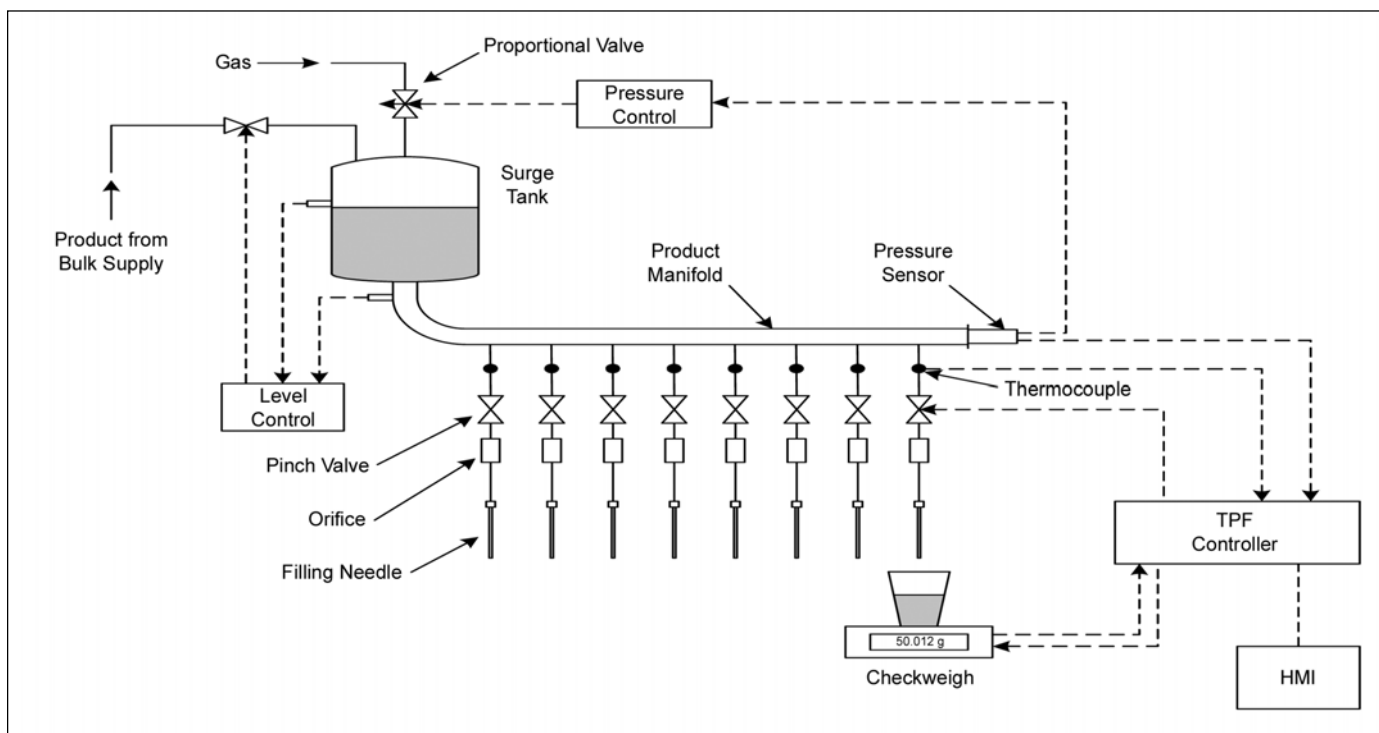 Proportional Valve
Gas
Pressure
Control
Surge
Tank
Product from
Bulk Supply
Product
Manifold
Pressure
Sensor
Thermocouple
Level
Control
Pinch Valve
Orifice
Filling Needle
TPF
Controller
50.012 g
Checkweigh
HMI